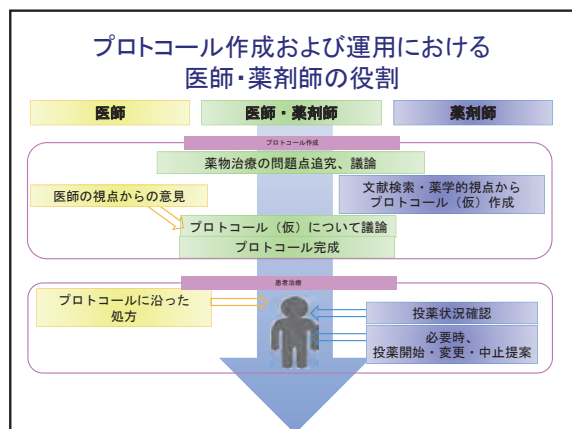 プロトコール作成および運用における
医師・薬剤師の役割
医師
医師・薬剤師
薬剤師
プロトコール作成
薬物治療の問題点追究、議論
文献検索・薬学的視点から
プロトコール（仮）作成
医師の視点からの意見
プロトコール（仮）について議論
プロトコール完成
患者治療
プロトコールに沿った
処方
投薬状況確認
必要時、
投薬開始・変更・中止提案